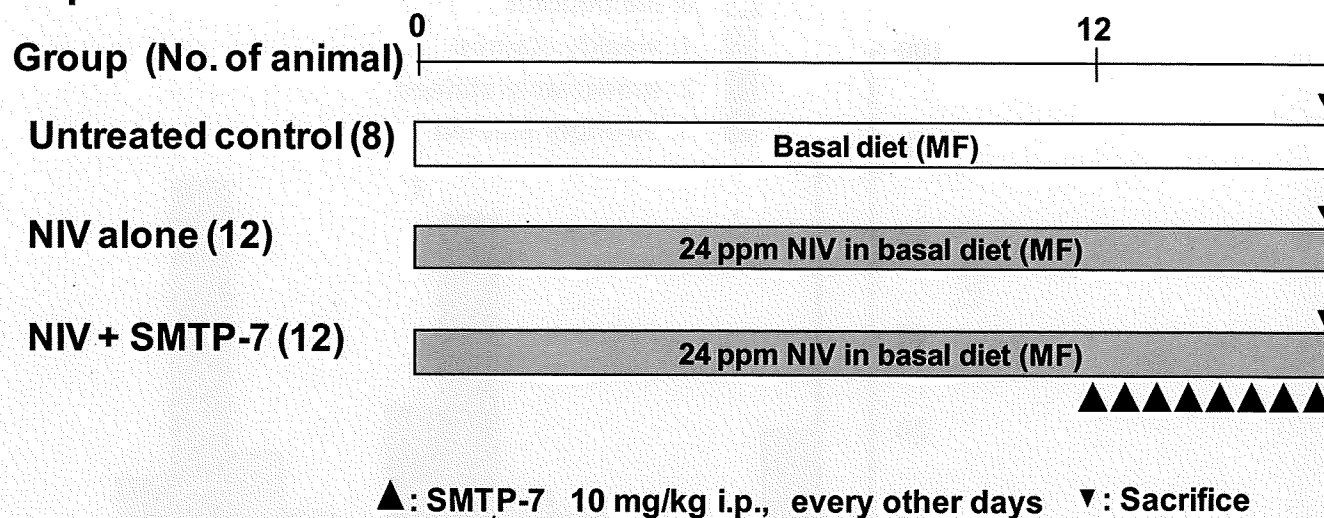 0 12
Group (No. of animal)
Untreated control (8) Basal diet (MF)
NIV alone (12) 24 ppm NIV in basal diet (MF)
NIV + SMTP-7 (12) 24 ppm NIV in basal diet (MF)
▲: SMTP-7 10 mg/kg i.p., every other days ▼: Sacrifice